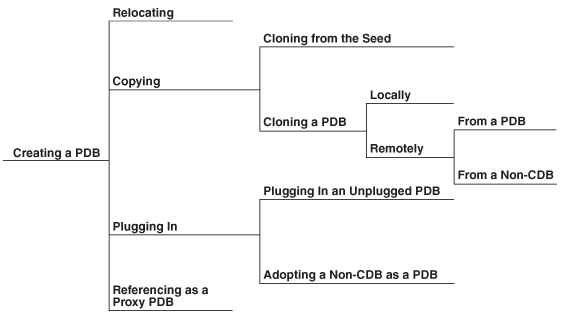 Relocating
Cloning from the Seed
Copying
Locally
Cloning a PDB
From a PDB
Remotely
Creating a PDB
From a Non-CDB
Plugging In an Unplugged PDB
Plugging In
Adopting a Non-CDB as a PDB
Referencing as a
Proxy PDB